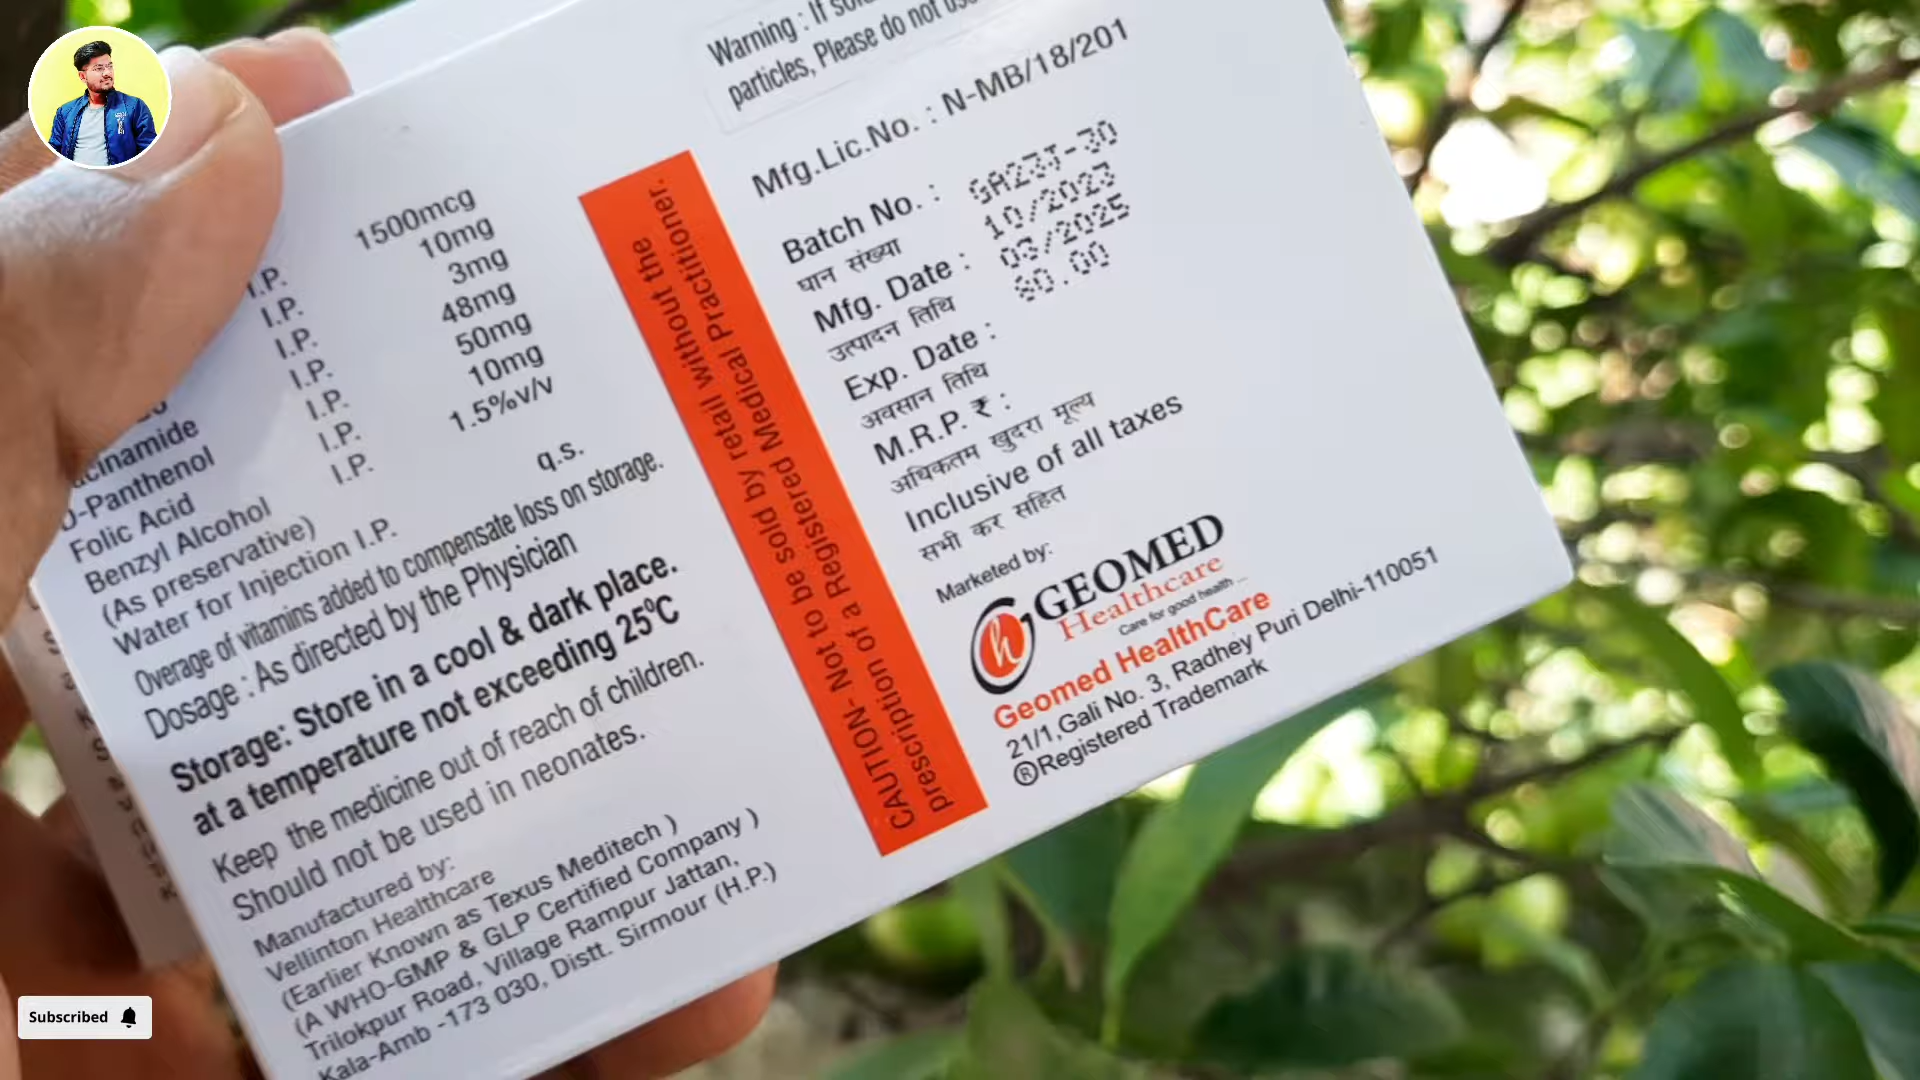 1500mcg
I.P. 10mg
I.P. 3mg
I.P. 48mg
I.P. 50mg
I.P. 10mg
I.P. 1.5%v/v
I.P.
D-Panthenol
Folic Acid
Benzyl Alcohol
(As preservative)
Water for Injection I.P. q.s.
Overage of vitamins added to compensate loss on storage.
Dosage : As directed by the Physician
Storage: Store in a cool & dark place.
at a temperature not exceeding 25°C
Keep the medicine out of reach of children.
Should not be used in neonates.
Manufactured by:
Vellinton Healthcare
(Earlier Known as Texus Meditech )
(A WHO-GMP & GLP Certified Company )
Trilokpur Road, Village Rampur Jattan,
Kala-Amb -173 030, Distt. Sirmour (H.P.)
CAUTION- Not to be sold by retail without the
prescription of a Registered Medical Practitioner.
Warning : If
particles, Please do not
Mfg.Lic.No. : N-MB/18/201
Batch No. : GA23J-30
घान संख्या
Mfg. Date : 10/2023
उत्पादन तिथि
Exp. Date : 03/2025
अवसान तिथि
M.R.P. ₹ : 80.00
अधिकतम खुदरा मूल्य
Inclusive of all taxes
सभी कर सहित
Marketed by:
GEOMED
Healthcare
Care for good health ...
Geomed HealthCare
21/1,Gali No. 3, Radhey Puri Delhi-110051
®Registered Trademark
Subscribed